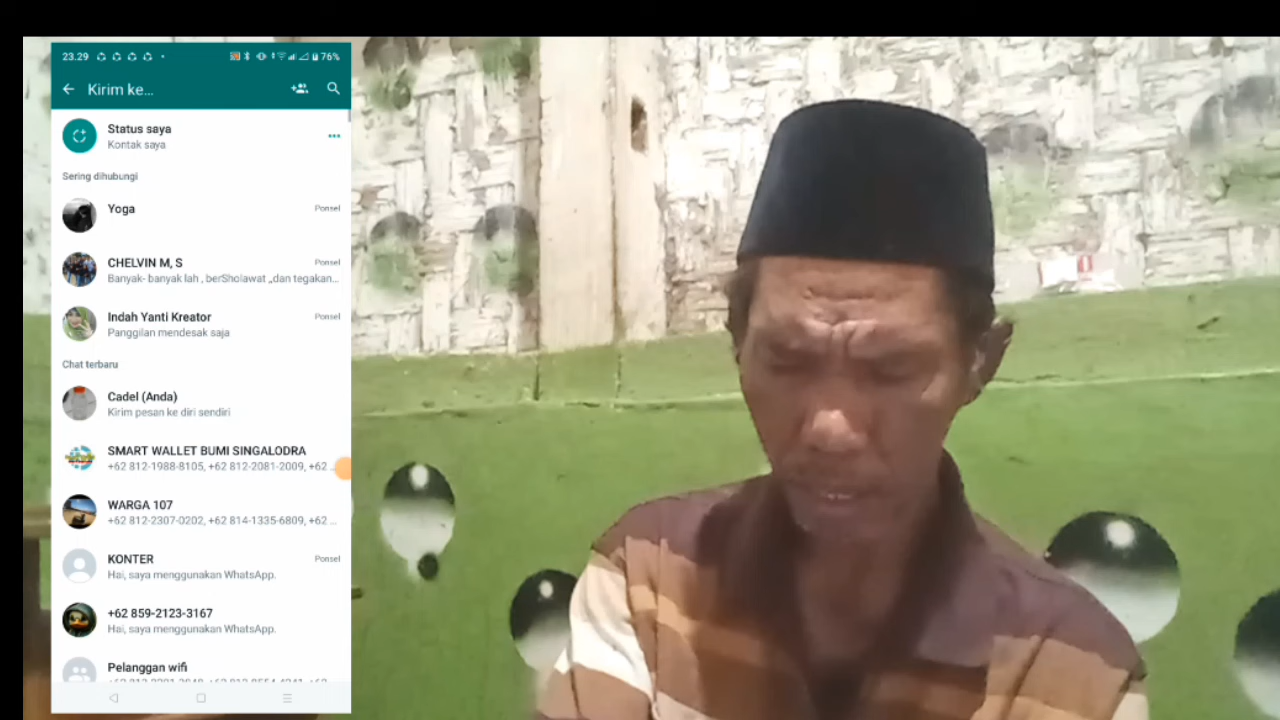 23.29
76%
Kirim ke...
Status saya
Kontak saya
Sering dihubungi
Yoga
Ponsel
CHELVIN M, S
Ponsel
Banyak- banyak lah , berSholawat „dan tegakan...
Indah Yanti Kreator
Ponsel
Panggilan mendesak saja
Chat terbaru
Cadel (Anda)
Kirim pesan ke diri sendiri
SMART WALLET BUMI SINGALODRA
+62 812-1988-8105, +62 812-2081-2009, +62 ...
WARGA 107
+62 812-2307-0202, +62 814-1335-6809, +62 ...
KONTER
Ponsel
Hai, saya menggunakan WhatsApp.
+62 859-2123-3167
Hai, saya menggunakan WhatsApp.
Pelanggan wifi